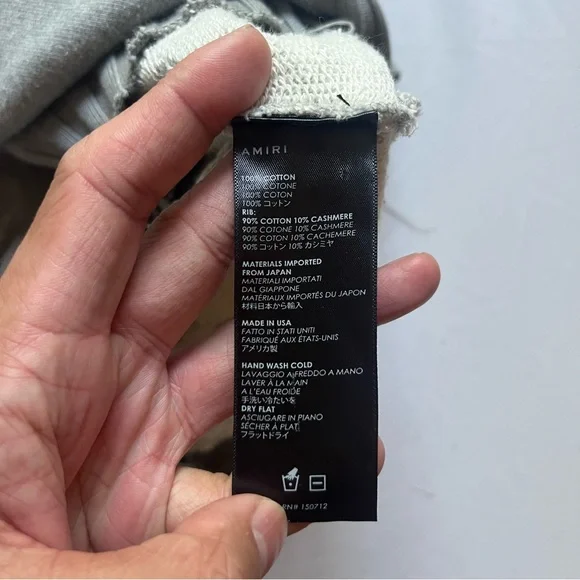 AMIRI
100% COTTON
100% COTONE
100% COTON
100% コットン
RIB:
90% COTTON 10% CASHMERE
90% COTONE 10% CASHMERE
90% COTON 10% CACHEMERE
90% コットン 10% カシミヤ
MATERIALS IMPORTED
FROM JAPAN
MATERIALI IMPORTATI
DAL GIAPPONE
MATÉRIAUX IMPORTÉS DU JAPON
材料日本から輸入
MADE IN USA
FATTO IN STATI UNITI
FABRIQUÉ AUX ÉTATS-UNIS
アメリカ製
HAND WASH COLD
LAVAGGIO A FREDDO A MANO
LAVER À LA MAIN
A L'EAU FROIDE
手洗い冷たいを
DRY FLAT
ASCIUGARE IN PIANO
SÉCHER À PLAT
フラットドライ
RN# 150712